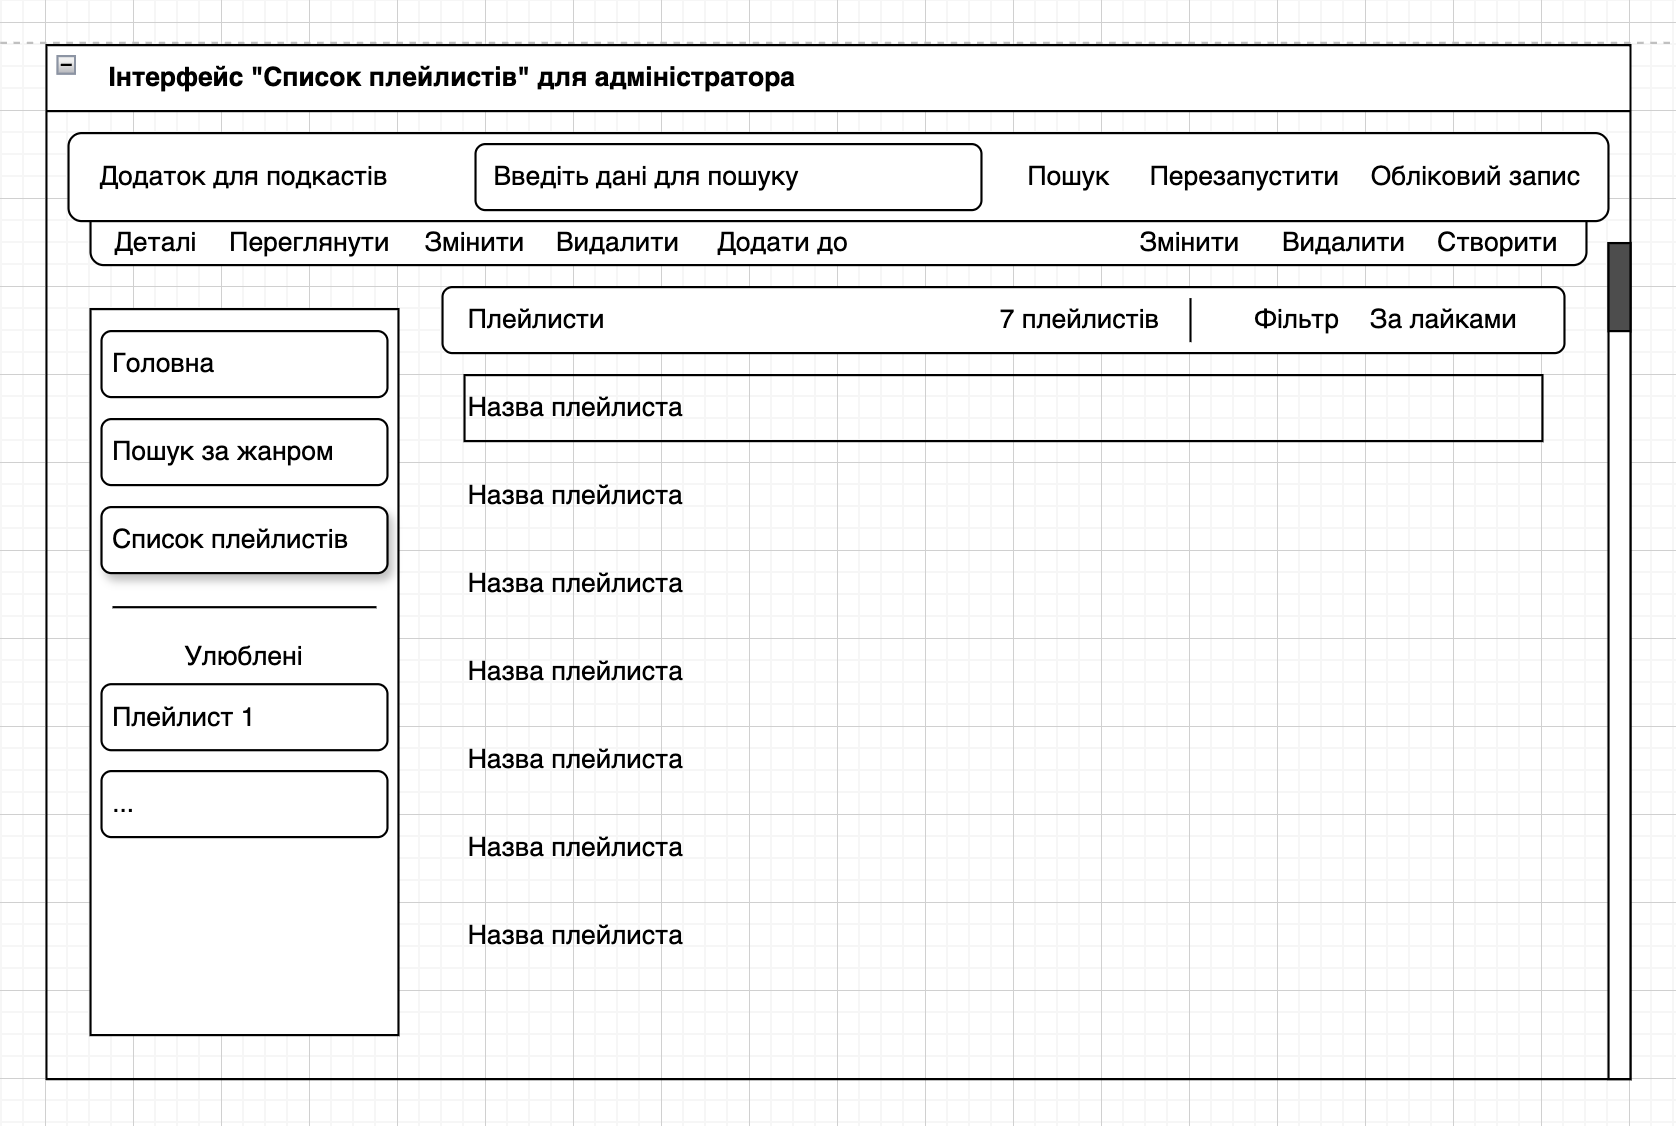 Інтерфейс "Список плейлистів" для адміністратора
Додаток для подкастів Введіть дані для пошуку Пошук Перезапустити Обліковий запис
Деталі Переглянути Змінити Видалити Додати до Змінити Видалити Створити
Головна
Пошук за жанром
Список плейлистів
Улюблені
Плейлист 1
...
Плейлисти 7 плейлистів Фільтр За лайками
Назва плейлиста
Назва плейлиста
Назва плейлиста
Назва плейлиста
Назва плейлиста
Назва плейлиста
Назва плейлиста